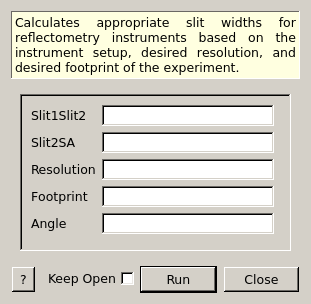 Calculates appropriate slit widths for
reflectometry instruments based on the
instrument setup, desired resolution, and
desired footprint of the experiment.
Slit1Slit2
Slit2SA
Resolution
Footprint
Angle
? Keep Open Run Close